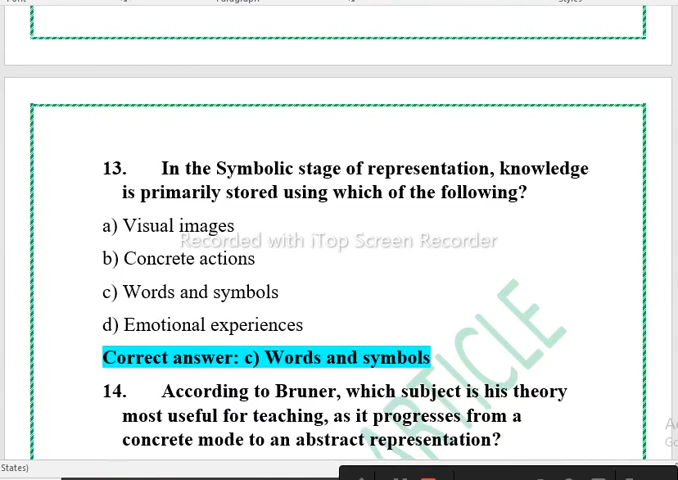 13. In the Symbolic stage of representation, knowledge
is primarily stored using which of the following?
a) Visual images
Recorded with iTop Screen Recorder
b) Concrete actions
c) Words and symbols
d) Emotional experiences
Correct answer: c) Words and symbols
ARTICLE
14. According to Bruner, which subject is his theory
most useful for teaching, as it progresses from a
concrete mode to an abstract representation?
States)